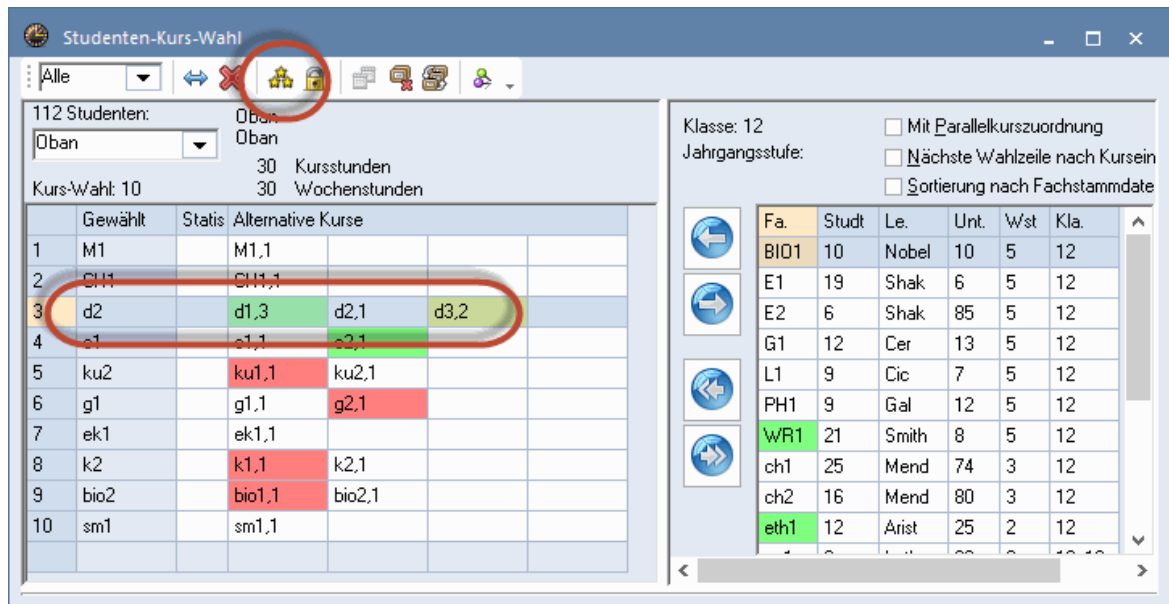 Studenten-Kurs-Wahl
Alle
112 Studenten:
Oban
Oban
Oban
30 Kursstunden
Kurs-Wahl: 10
30 Wochenstunden
Gewählt Statis Alternative Kurse
1 M1 M1,1
2 CH1 CH1,1
3 d2 d1,3 d2,1 d3,2
4 e1 e1,1 e2,1
5 ku2 ku1,1 ku2,1
6 g1 g1,1 g2,1
7 ek1 ek1,1
8 k2 k1,1 k2,1
9 bio2 bio1,1 bio2,1
10 sm1 sm1,1
Klasse: 12
Jahrgangsstufe:
Mit Parallelkurszuordnung
Nächste Wahlzeile nach Kursein
Sortierung nach Fachstammdate
Fa. Studt Le. Unt. Wst Kla.
BIO1 10 Nobel 10 5 12
E1 19 Shak 6 5 12
E2 6 Shak 85 5 12
G1 12 Cer 13 5 12
L1 9 Cic 7 5 12
PH1 9 Gal 12 5 12
WR1 21 Smith 8 5 12
ch1 25 Mend 74 3 12
ch2 16 Mend 80 3 12
eth1 12 Arist 25 2 12